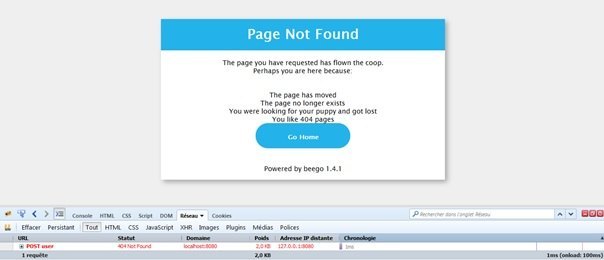 Page Not Found
The page you have requested has flown the coop.
Perhaps you are here because:
The page has moved
The page no longer exists
You were looking for your puppy and got lost
You like 404 pages
Go Home
Powered by beego 1.4.1
Console HTML CSS Script DOM Réseau Cookies
Rechercher dans l'onglet Réseau
Effacer Persistant Tout HTML CSS JavaScript XHR Images Plugins Médias Polices
URL Statut Domaine Poids Adresse IP distante Chronologie
POST user 404 Not Found localhost:8080 2,0 KB 127.0.0.1:8080 1ms
1 requête 2,0 KB 1ms (onload: 100ms)